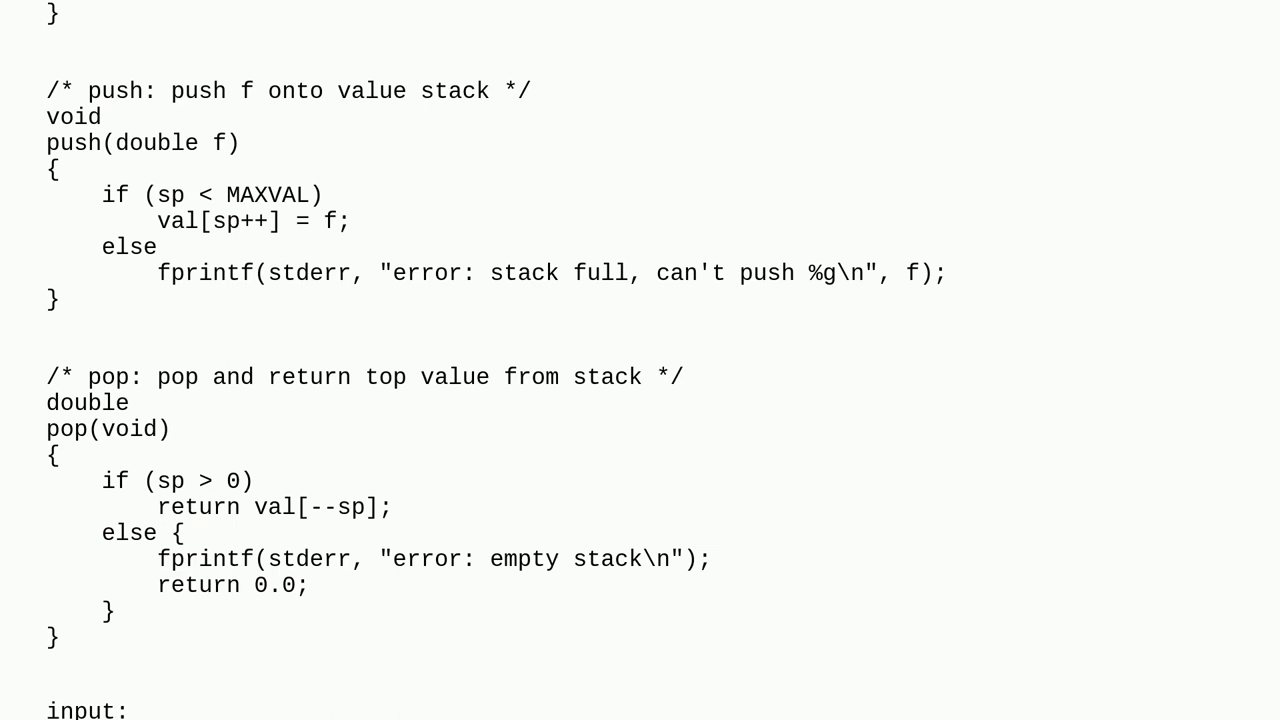 }
/* push: push f onto value stack */
void
push(double f)
{
    if (sp < MAXVAL)
        val[sp++] = f;
    else
        fprintf(stderr, "error: stack full, can't push %g\n", f);
}
/* pop: pop and return top value from stack */
double
pop(void)
{
    if (sp > 0)
        return val[--sp];
    else {
        fprintf(stderr, "error: empty stack\n");
        return 0.0;
    }
}
input: